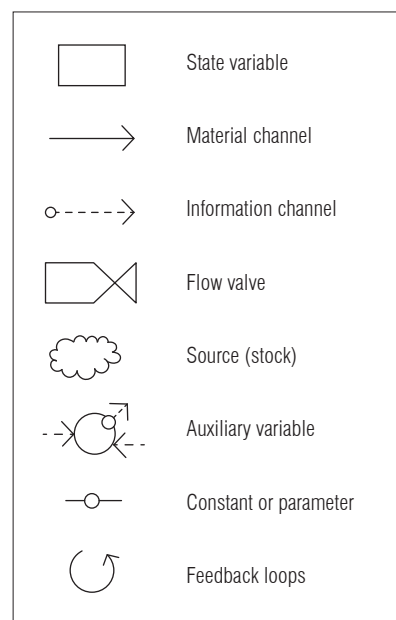 State variable
Material channel
Information channel
Flow valve
Source (stock)
Auxiliary variable
Constant or parameter
Feedback loops